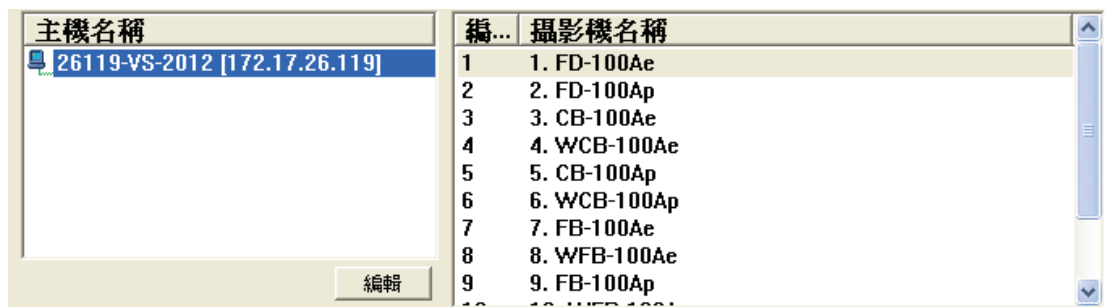 主機名稱
26119-VS-2012 [172.17.26.119]
編輯
編... 攝影機名稱
1 1. FD-100Ae
2 2. FD-100Ap
3 3. CB-100Ae
4 4. WCB-100Ae
5 5. CB-100Ap
6 6. WCB-100Ap
7 7. FB-100Ae
8 8. WFB-100Ae
9 9. FB-100Ap